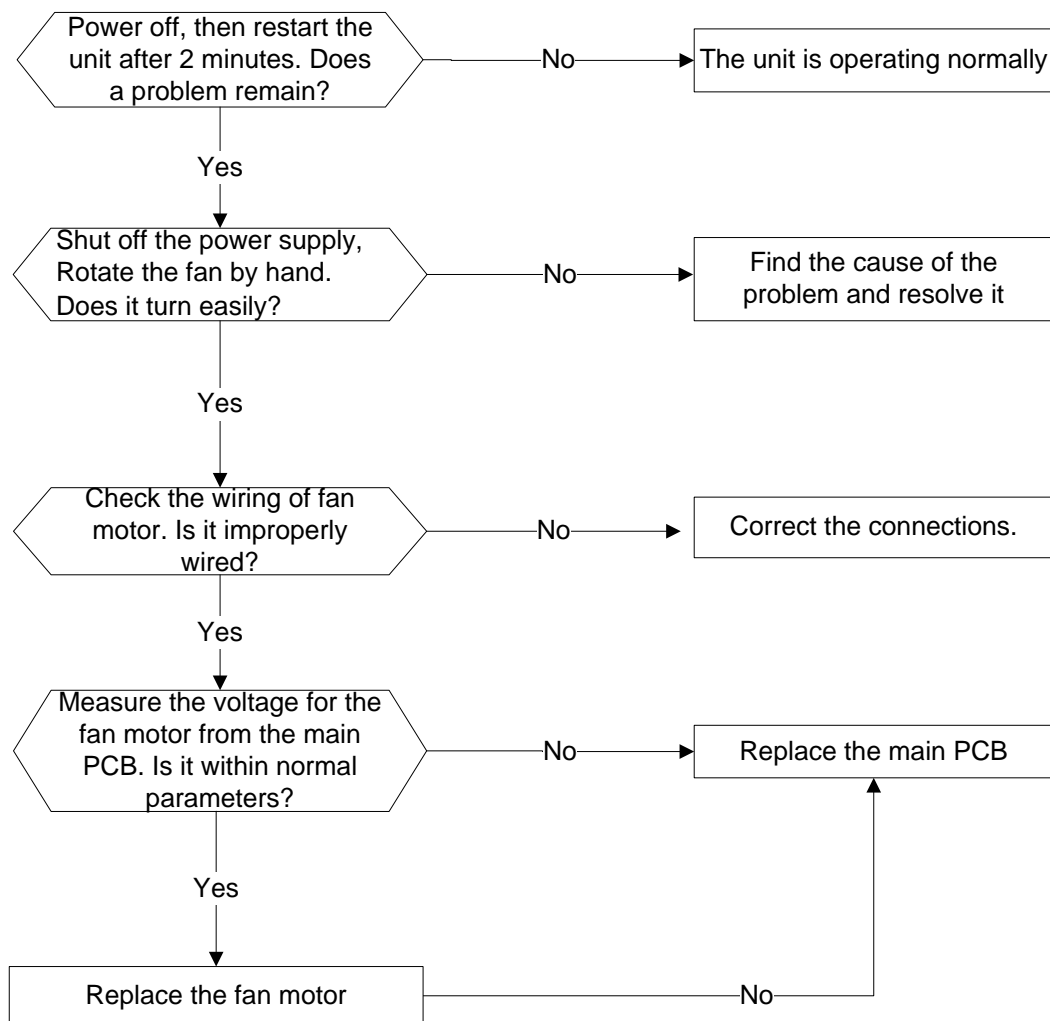 Power off, then restart the
unit after 2 minutes. Does
a problem remain?
No
The unit is operating normally
Yes
Shut off the power supply,
Rotate the fan by hand.
Does it turn easily?
No
Find the cause of the
problem and resolve it
Yes
Check the wiring of fan
motor. Is it improperly
wired?
No
Correct the connections.
Yes
Measure the voltage for the
fan motor from the main
PCB. Is it within normal
parameters?
No
Replace the main PCB
Yes
Replace the fan motor
No